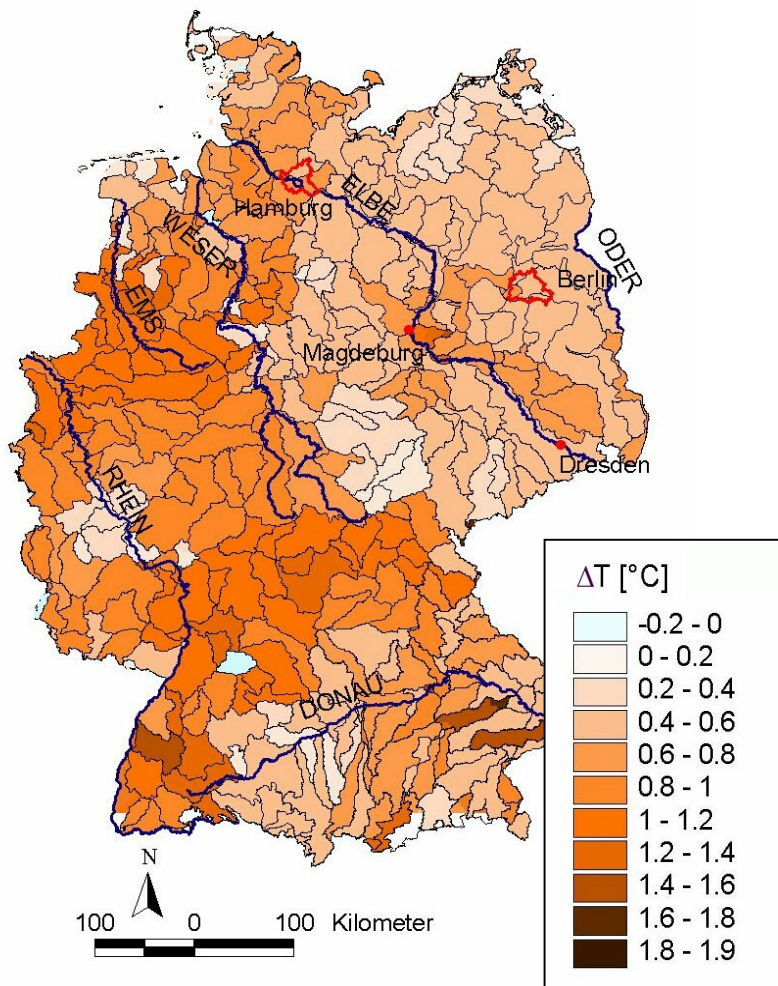 Hamburg
ELBE
WESER
EMS
ODER
Berlin
Magdeburg
RHEIN
Dresden
DONAU
ΔT [°C]
-0.2 - 0
0 - 0.2
0.2 - 0.4
0.4 - 0.6
0.6 - 0.8
0.8 - 1
1 - 1.2
1.2 - 1.4
1.4 - 1.6
1.6 - 1.8
1.8 - 1.9
N
100 0 100 Kilometer